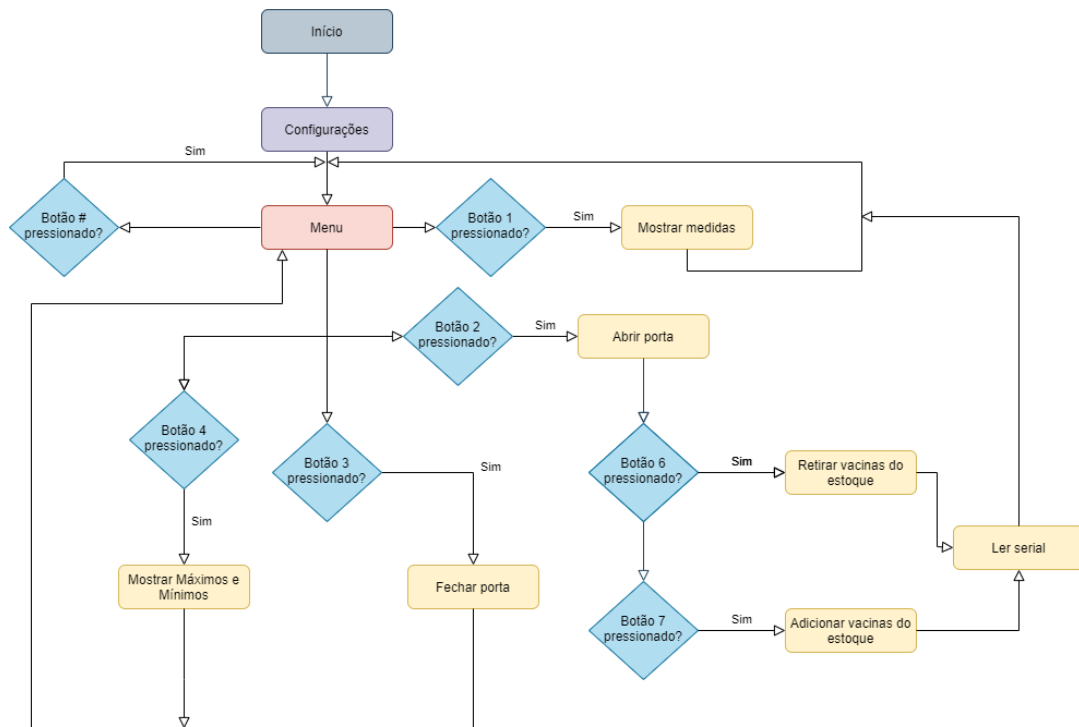 Início
Configurações
Sim
Botão #
pressionado?
Menu
Botão 1
pressionado?
Sim
Mostrar medidas
Botão 2
pressionado?
Sim
Abrir porta
Botão 4
pressionado?
Botão 3
pressionado?
Sim
Botão 6
pressionado?
Sim
Retirar vacinas do
estoque
Sim
Ler serial
Mostrar Máximos e
Mínimos
Fechar porta
Botão 7
pressionado?
Sim
Adicionar vacinas do
estoque